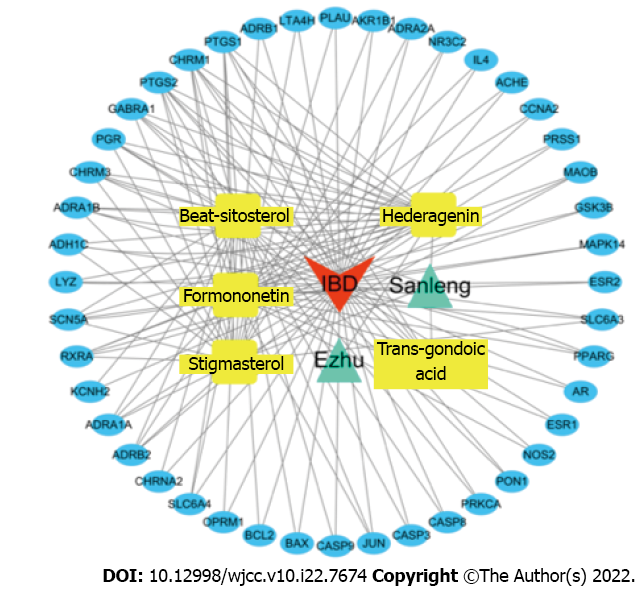 PLAU
LTA4H
AKR1B1
ADRB1
ADRA2A
PTGS1
NR3C2
CHRM1
IL4
PTGS2
ACHE
GABRA1
CCNA2
PGR
PRSS1
CHRM3
MAOB
ADRA1B
GSK3B
Beat-sitosterol
Hederagenin
ADH1C
MAPK14
LYZ
IBD
Sanleng
ESR2
Formononetin
SCN5A
SLC6A3
RXRA
Stigmasterol
Ezhu
Trans-gondoic
acid
PPARG
KCNH2
AR
ADRA1A
ESR1
ADRB2
NOS2
CHRNA2
PON1
SLC6A4
PRKCA
OPRM1
CASP8
BCL2
CASP3
BAX
CASP9
JUN
DOI: 10.12998/wjcc.v10.i22.7674 Copyright ©The Author(s) 2022.